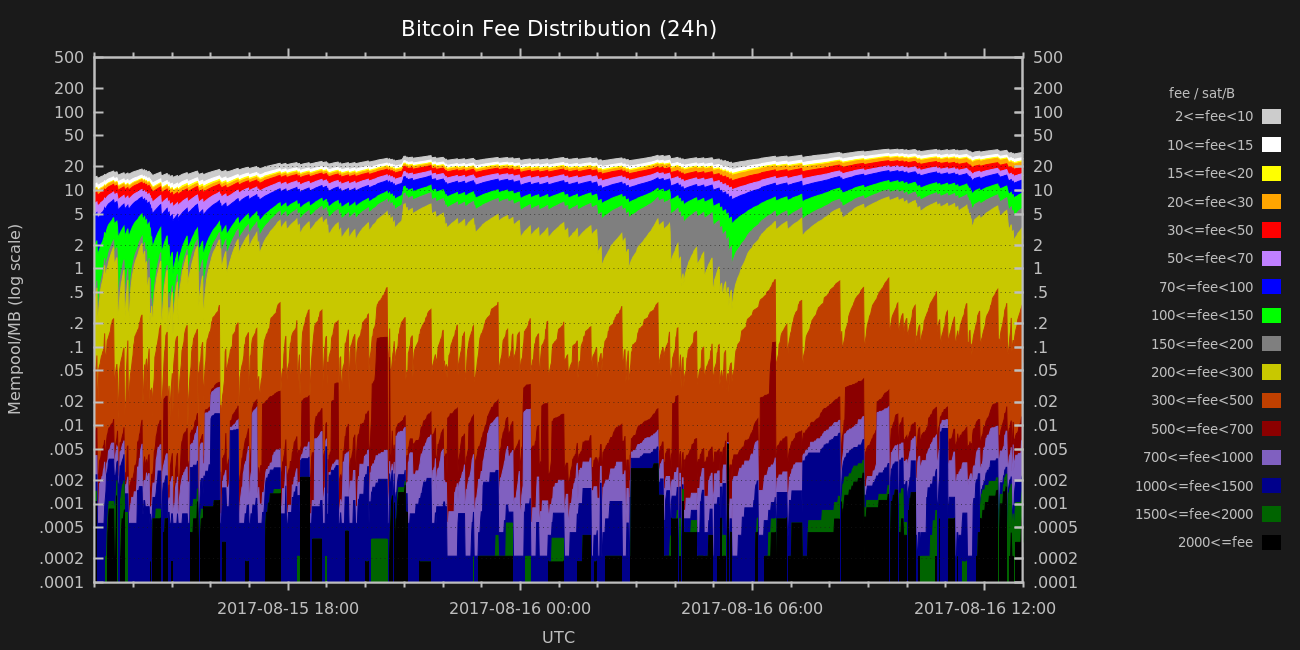 Bitcoin Fee Distribution (24h)
500
200
100
50
20
10
5
2
1
.5
.2
.1
.05
.02
.01
.005
.002
.001
.0005
.0002
.0001
Mempool/MB (log scale)
500
200
100
50
20
10
5
2
1
.5
.2
.1
.05
.02
.01
.005
.002
.001
.0005
.0002
.0001
2017-08-15 18:00
2017-08-16 00:00
2017-08-16 06:00
2017-08-16 12:00
UTC
fee / sat/B
2<=fee<10
10<=fee<15
15<=fee<20
20<=fee<30
30<=fee<50
50<=fee<70
70<=fee<100
100<=fee<150
150<=fee<200
200<=fee<300
300<=fee<500
500<=fee<700
700<=fee<1000
1000<=fee<1500
1500<=fee<2000
2000<=fee